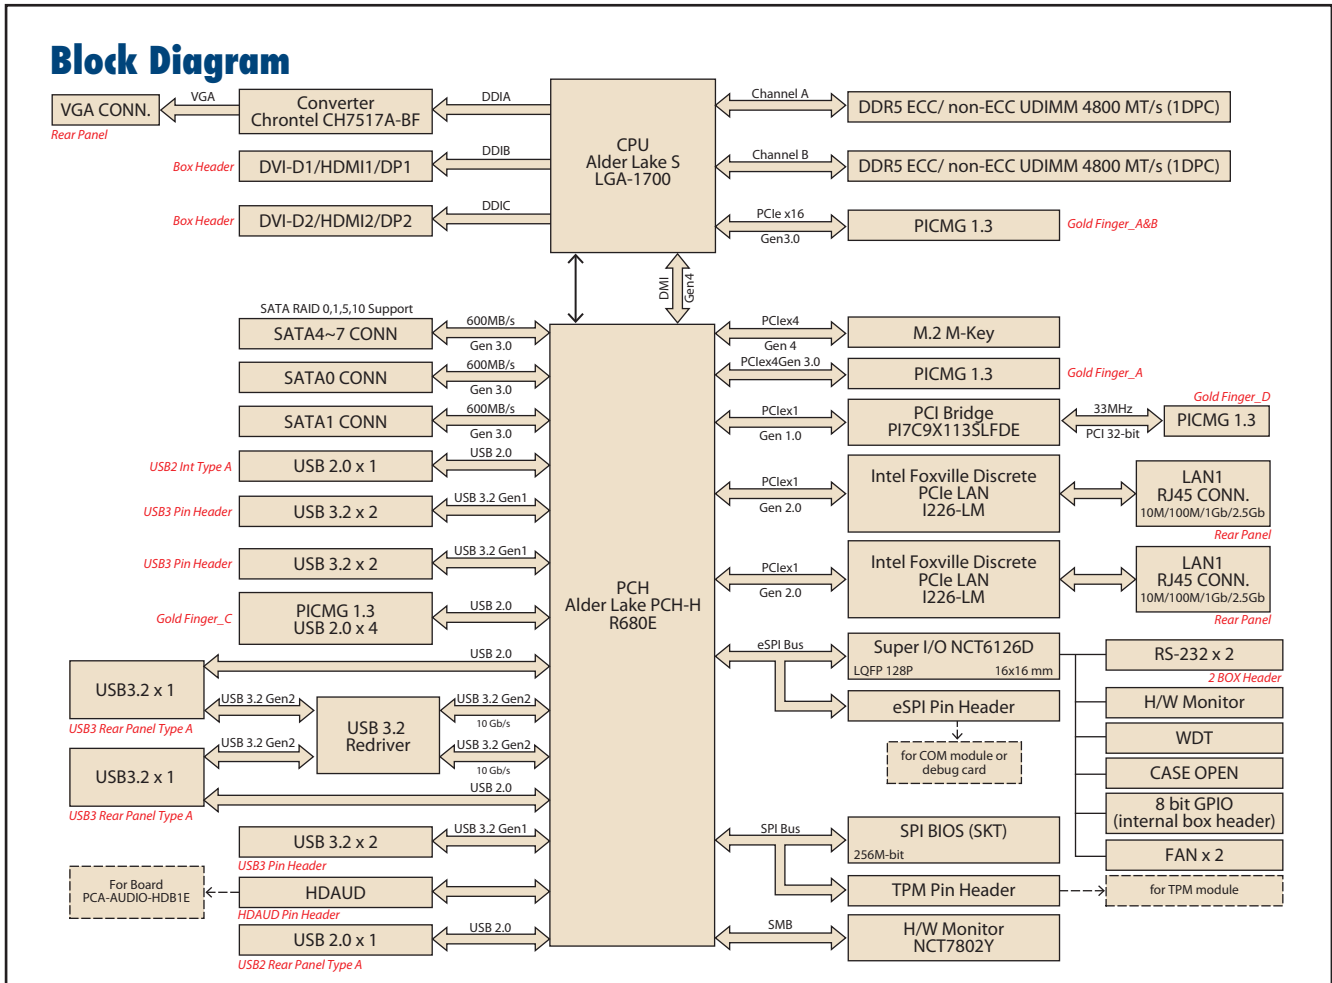 Block Diagram
VGA CONN.
Rear Panel
VGA
Converter
Chrontel CH7517A-BF
DDIA
Box Header
DVI-D1/HDMI1/DP1
DDIB
Box Header
DVI-D2/HDMI2/DP2
DDIC
CPU
Alder Lake S
LGA-1700
Channel A
DDR5 ECC/ non-ECC UDIMM 4800 MT/s (1DPC)
Channel B
DDR5 ECC/ non-ECC UDIMM 4800 MT/s (1DPC)
PCIe x16
Gen3.0
PICMG 1.3
Gold Finger_A&B
DMI
Gen4
SATA RAID 0,1,5,10 Support
SATA4~7 CONN
600MB/s
Gen 3.0
SATA0 CONN
600MB/s
Gen 3.0
SATA1 CONN
600MB/s
Gen 3.0
USB2 Int Type A
USB 2.0 x 1
USB 2.0
USB3 Pin Header
USB 3.2 x 2
USB 3.2 Gen1
USB3 Pin Header
USB 3.2 x 2
USB 3.2 Gen1
Gold Finger_C
PICMG 1.3
USB 2.0 x 4
USB 2.0
USB3.2 x 1
USB3 Rear Panel Type A
USB 2.0
USB 3.2 Gen2
USB 3.2
Redriver
USB 3.2 Gen2
10 Gb/s
USB 3.2 Gen2
USB 3.2 Gen2
10 Gb/s
USB3.2 x 1
USB3 Rear Panel Type A
USB 2.0
USB 3.2 x 2
USB3 Pin Header
USB 3.2 Gen1
For Board
PCA-AUDIO-HDB1E
HDAUD
HDAUD Pin Header
USB 2.0 x 1
USB2 Rear Panel Type A
USB 2.0
PCH
Alder Lake PCH-H
R680E
PCIex4
Gen 4
M.2 M-Key
PCIex4Gen 3.0
PICMG 1.3
Gold Finger_A
PCIex1
Gen 1.0
PCI Bridge
PI7C9X113SLFDE
33MHz
PCI 32-bit
Gold Finger_D
PICMG 1.3
PCIex1
Gen 2.0
Intel Foxville Discrete
PCIe LAN
I226-LM
LAN1
RJ45 CONN.
10M/100M/1Gb/2.5Gb
Rear Panel
PCIex1
Gen 2.0
Intel Foxville Discrete
PCIe LAN
I226-LM
LAN1
RJ45 CONN.
10M/100M/1Gb/2.5Gb
Rear Panel
eSPI Bus
Super I/O NCT6126D
LQFP 128P 16x16 mm
eSPI Pin Header
for COM module or
debug card
RS-232 x 2
2 BOX Header
H/W Monitor
WDT
CASE OPEN
8 bit GPIO
(internal box header)
FAN x 2
SPI Bus
SPI BIOS (SKT)
256M-bit
TPM Pin Header
for TPM module
SMB
H/W Monitor
NCT7802Y